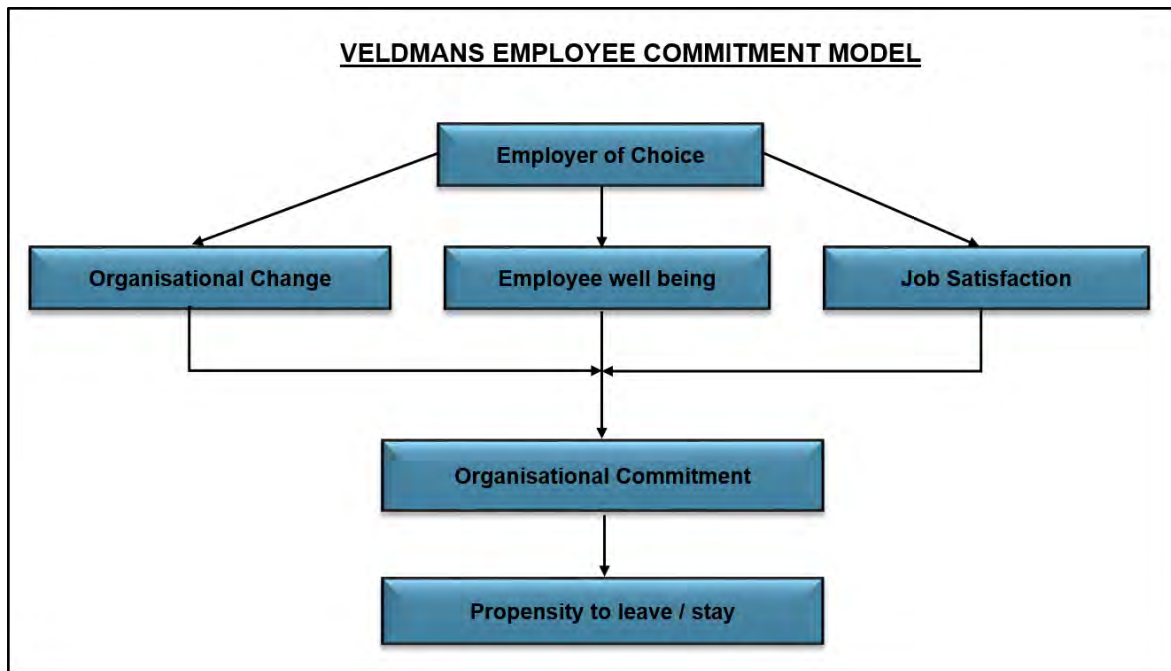 VELDMANS EMPLOYEE COMMITMENT MODEL
Employer of Choice
Organisational Change
Employee well being
Job Satisfaction
Organisational Commitment
Propensity to leave / stay